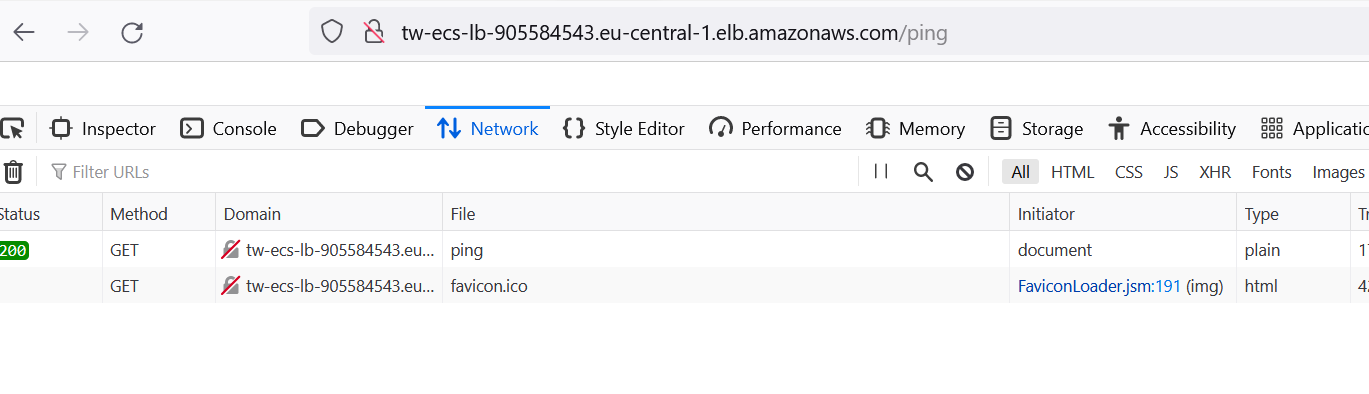 tw-ecs-lb-905584543.eu-central-1.elb.amazonaws.com/ping
Inspector Console Debugger Network Style Editor Performance Memory Storage Accessibility Applicatic
Filter URLs All HTML CSS JS XHR Fonts Images
Status Method Domain File Initiator Type Tr
200 GET tw-ecs-lb-905584543.eu... ping document plain 17
GET tw-ecs-lb-905584543.eu... favicon.ico FaviconLoader.jsm:191 (img) html 42